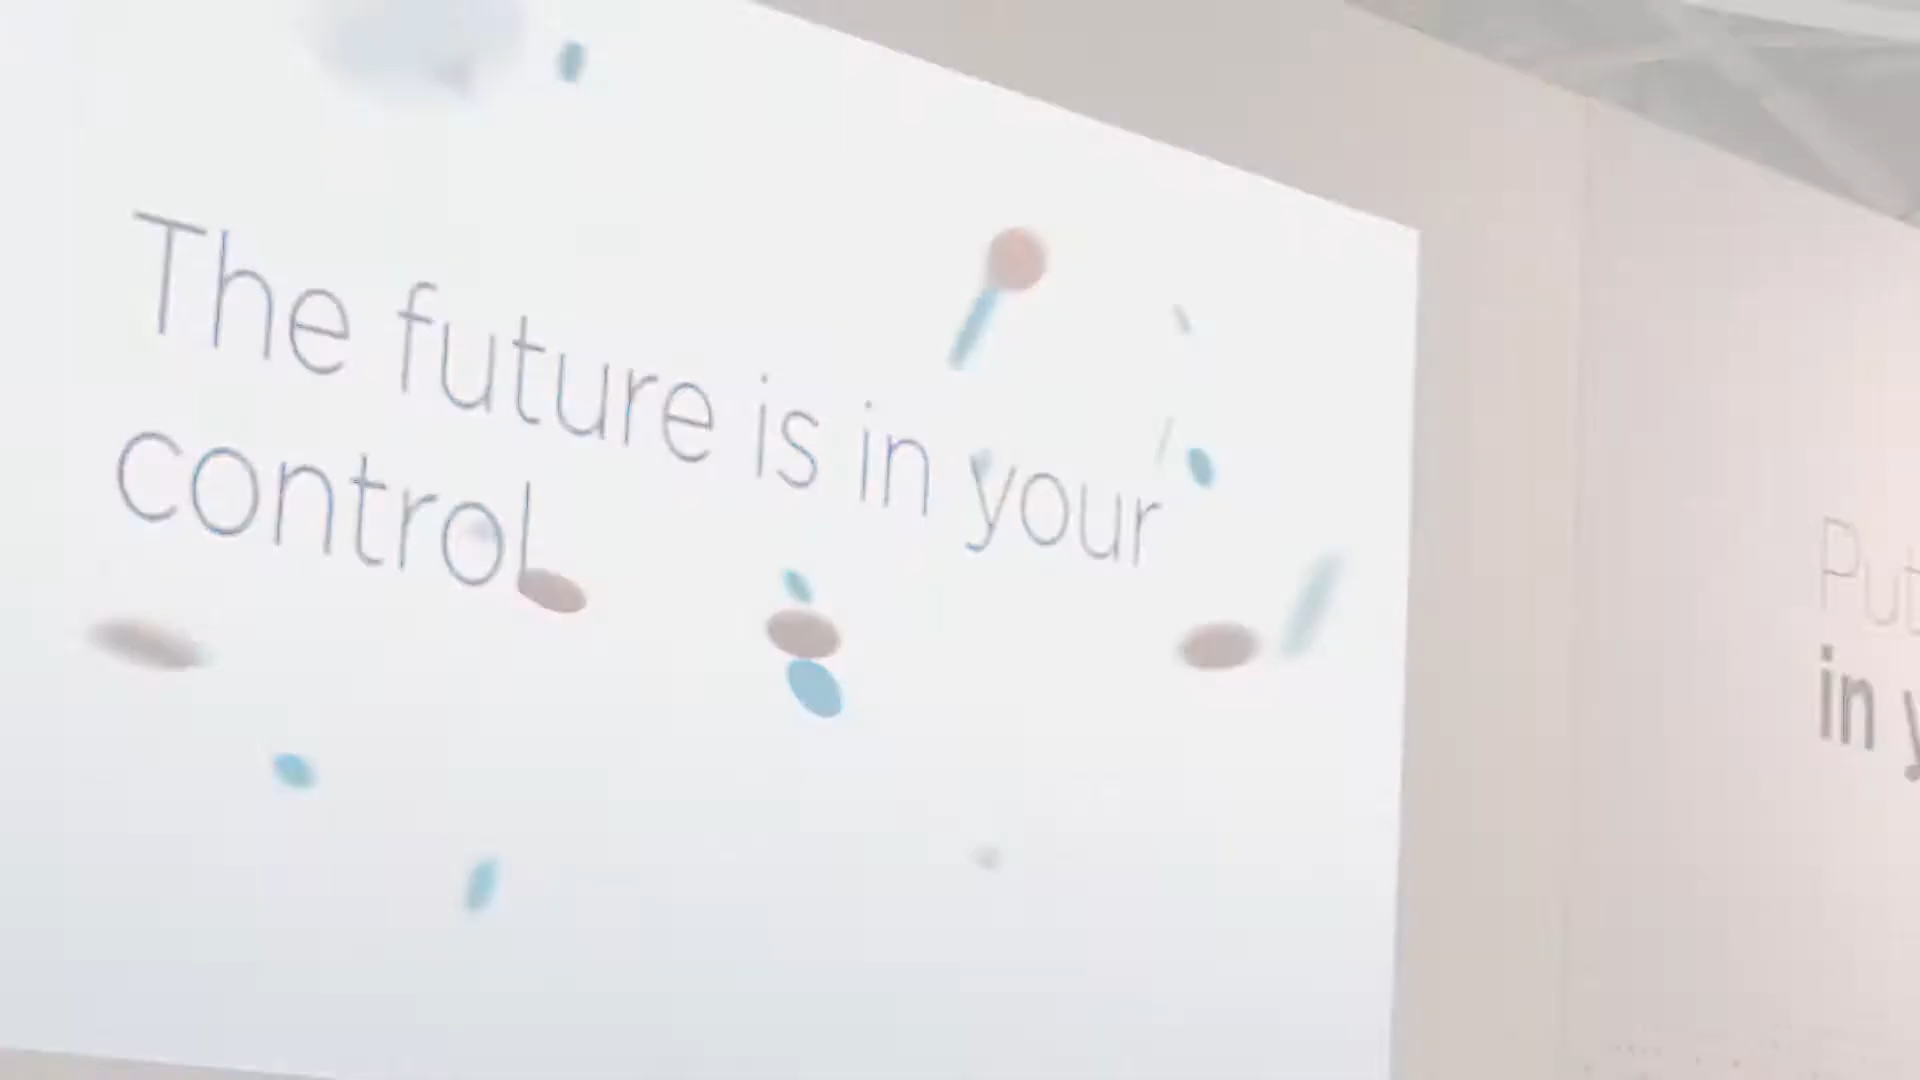 The future is in your
control
in